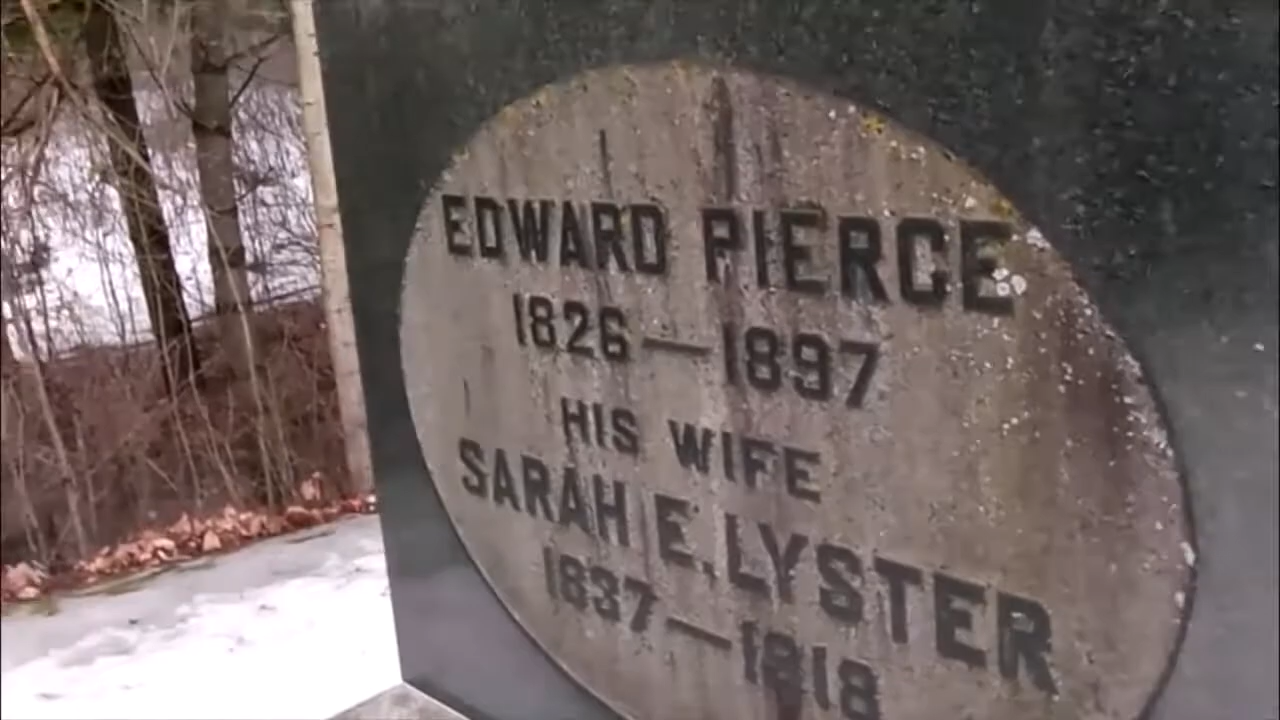 EDWARD PIERCE
1826—1897
HIS WIFE
SARAH E. LYSTER
1837—1918